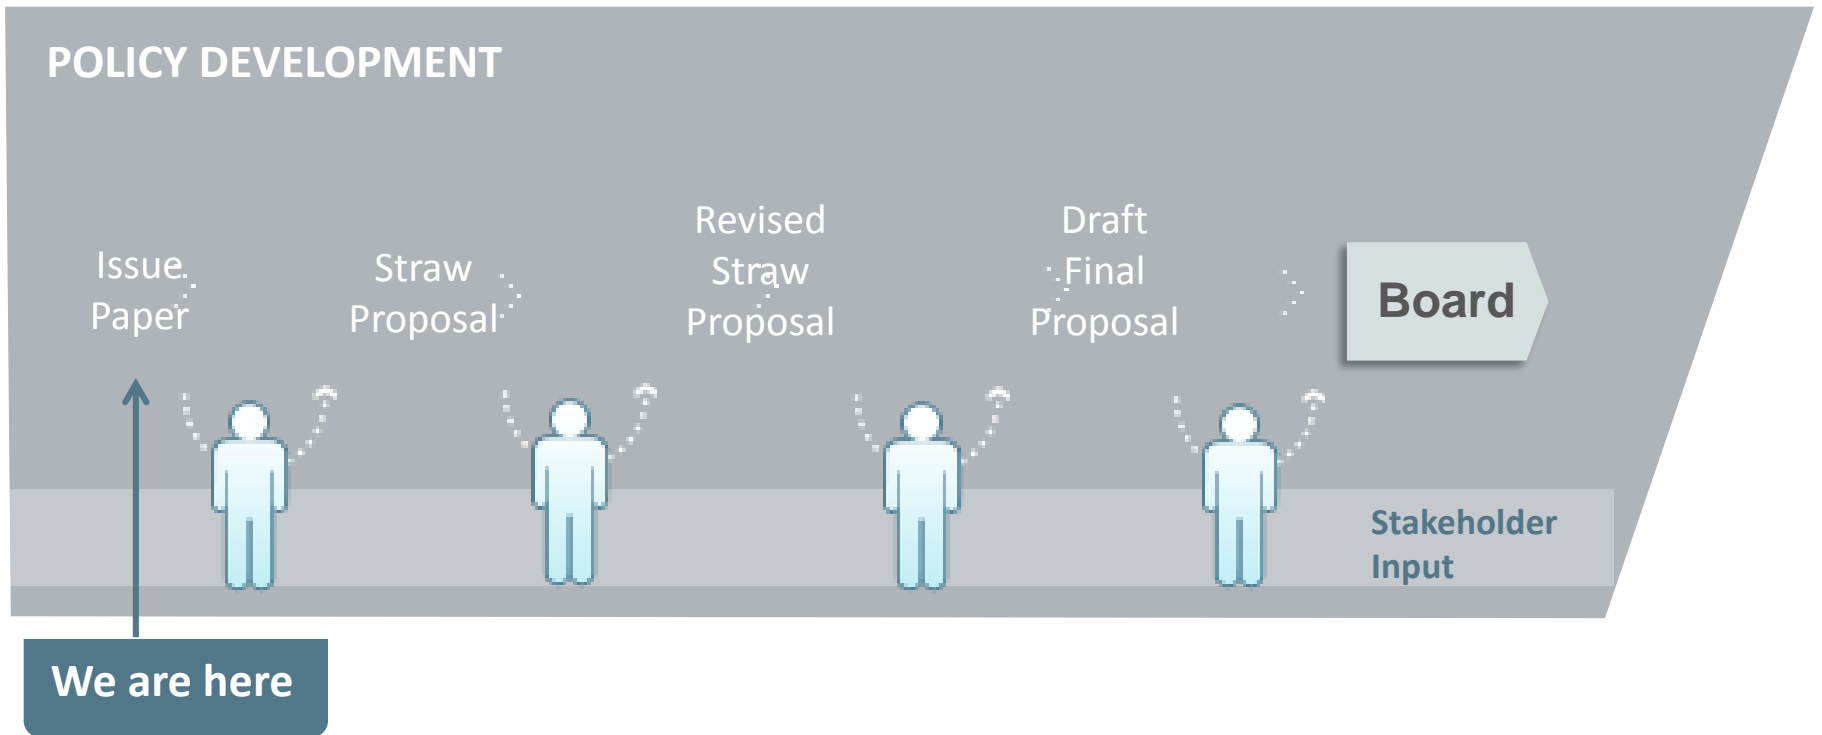 POLICY DEVELOPMENT
Issue
Paper
Straw
Proposal
Revised
Straw
Proposal
Draft
Final
Proposal
Board
Stakeholder
Input
We are here